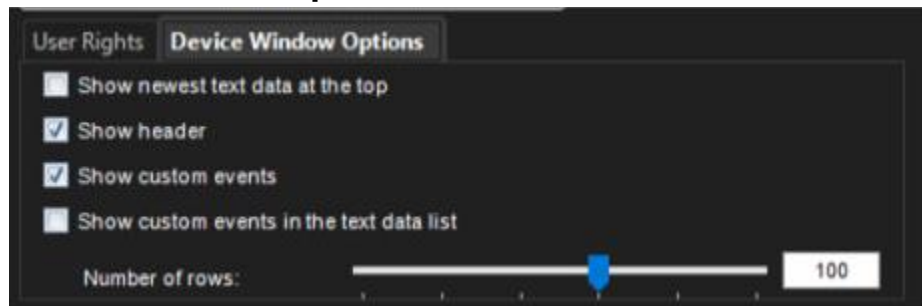 User Rights Device Window Options
Show newest text data at the top
Show header
Show custom events
Show custom events in the text data list
Number of rows: 100